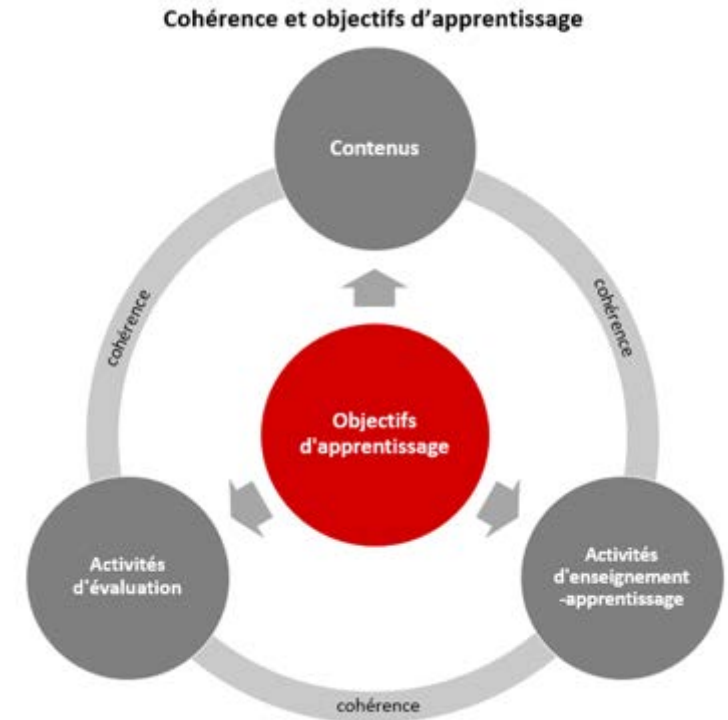 Cohérence et objectifs d’apprentissage
Contenus
cohérence
cohérence
Objectifs
d'apprentissage
Activités
d'évaluation
Activités
d'enseignement
-apprentissage
cohérence